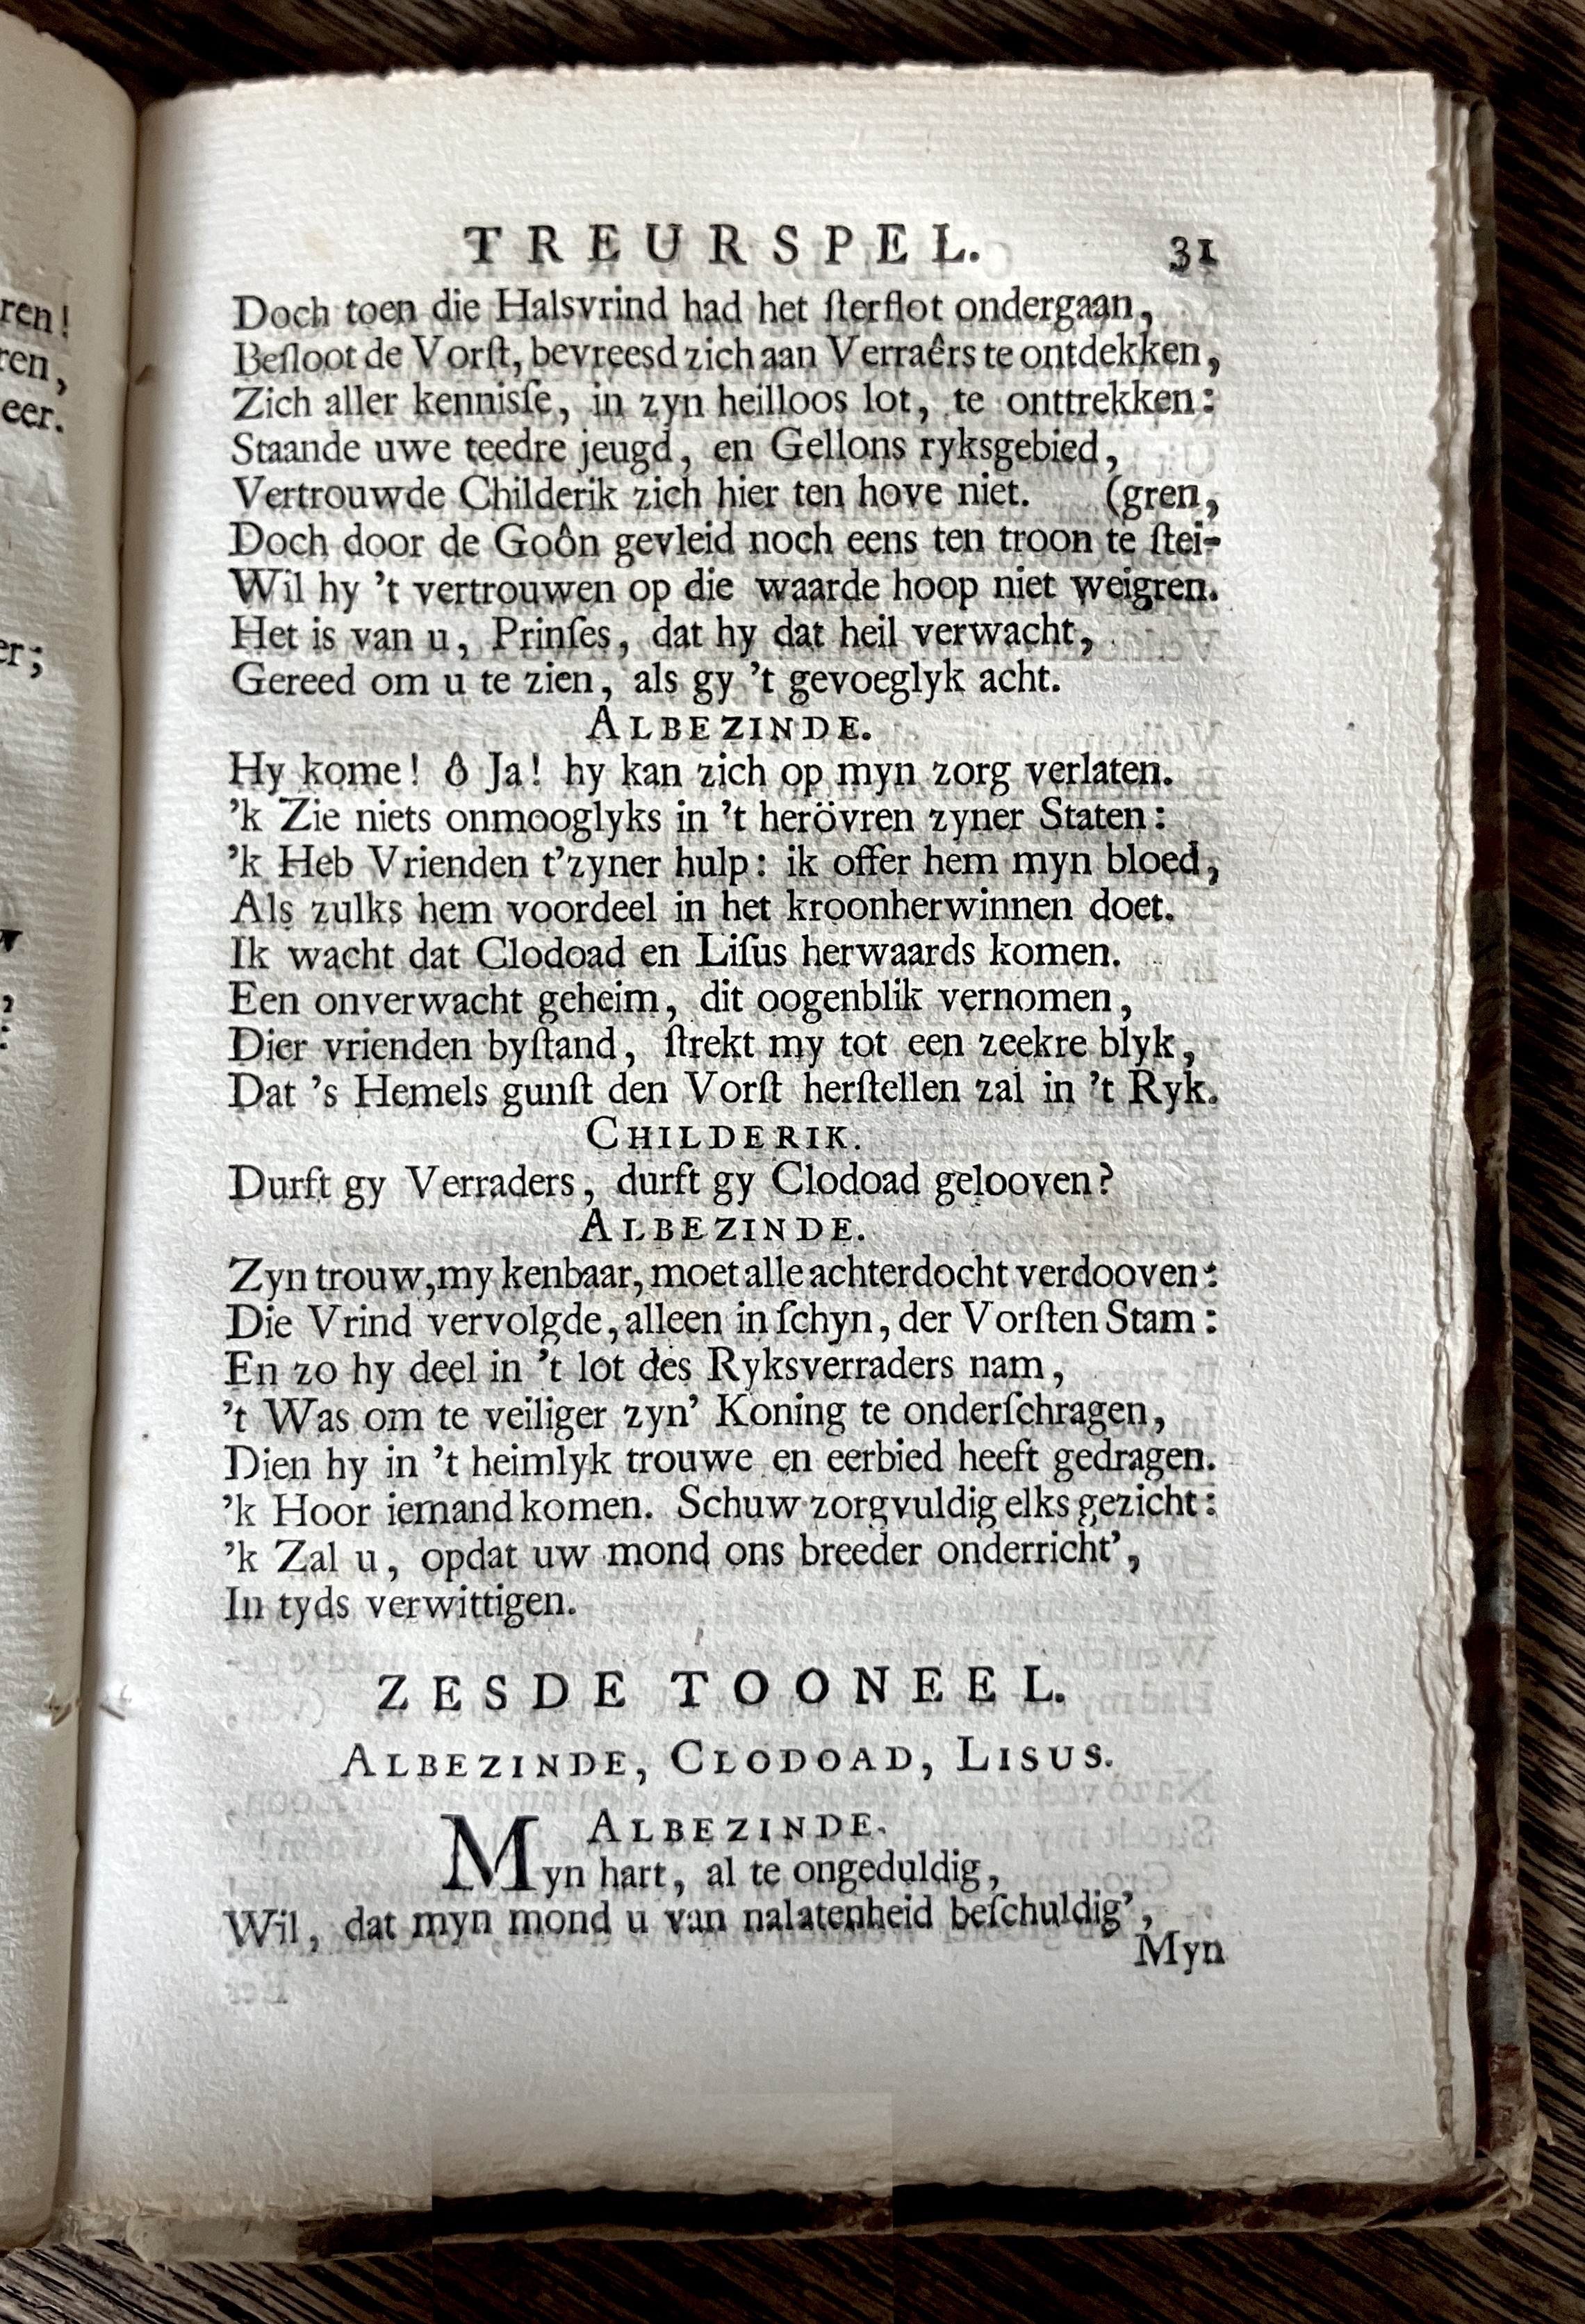 ren!
ren,
eer.
er;
TREURSPEL. 31
Doch toen die Halsvrind had het ſterflot ondergaan,
Beſloot de Vorſt, bevreesd zich aan Verraêrs te ontdekken,
Zich aller kennisſe, in zyn heilloos lot, te onttrekken:
Staande uwe teedre jeugd, en Gellons ryksgebied,
Vertrouwde Childerik zich hier ten hove niet. (gren,
Doch door de Goôn gevleid noch eens ten troon te ſtei-
Wil hy 't vertrouwen op die waarde hoop niet weigren.
Het is van u, Prinſes, dat hy dat heil verwacht,
Gereed om u te zien, als gy 't gevoeglyk acht.
ALBEZINDE.
Hy kome! ô Ja! hy kan zich op myn zorg verlaten.
'k Zie niets onmooglyks in 't herövren zyner Staten:
'k Heb Vrienden t'zyner hulp: ik offer hem myn bloed,
Als zulks hem voordeel in het kroonherwinnen doet.
Ik wacht dat Clodoad en Liſus herwaards komen.
Een onverwacht geheim, dit oogenblik vernomen,
Dier vrienden byſtand, ſtrekt my tot een zeekre blyk,
Dat 's Hemels gunſt den Vorſt herſtellen zal in 't Ryk.
CHILDERIK.
Durft gy Verraders, durft gy Clodoad gelooven?
ALBEZINDE.
Zyn trouw, my kenbaar, moet alle achterdocht verdooven:
Die Vrind vervolgde, alleen in ſchyn, der Vorſten Stam:
En zo hy deel in 't lot des Ryksverraders nam,
't Was om te veiliger zyn' Koning te onderſchragen,
Dien hy in 't heimlyk trouwe en eerbied heeft gedragen.
'k Hoor iemand komen. Schuw zorgvuldig elks gezicht:
'k Zal u, opdat uw mond ons breeder onderricht',
In tyds verwittigen.
ZESDE TOONEEL.
ALBEZINDE, CLODOAD, LISUS.
ALBEZINDE.
Myn hart, al te ongeduldig,
Wil, dat myn mond u van nalatenheid beſchuldig',
Myn